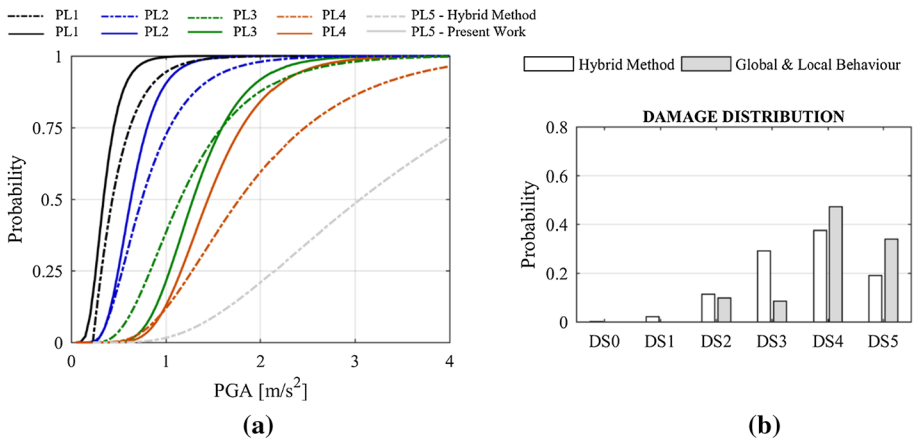 PL1 PL2 PL3 PL4 PL5 - Hybrid Method
PL1 PL2 PL3 PL4 PL5 - Present Work
1
0.75
0.5
0.25
0
Probability
0 1 2 3 4
PGA [m/s²]
(a)
Hybrid Method Global & Local Behaviour
DAMAGE DISTRIBUTION
0.8
0.6
0.4
0.2
0
Probability
DS0 DS1 DS2 DS3 DS4 DS5
(b)